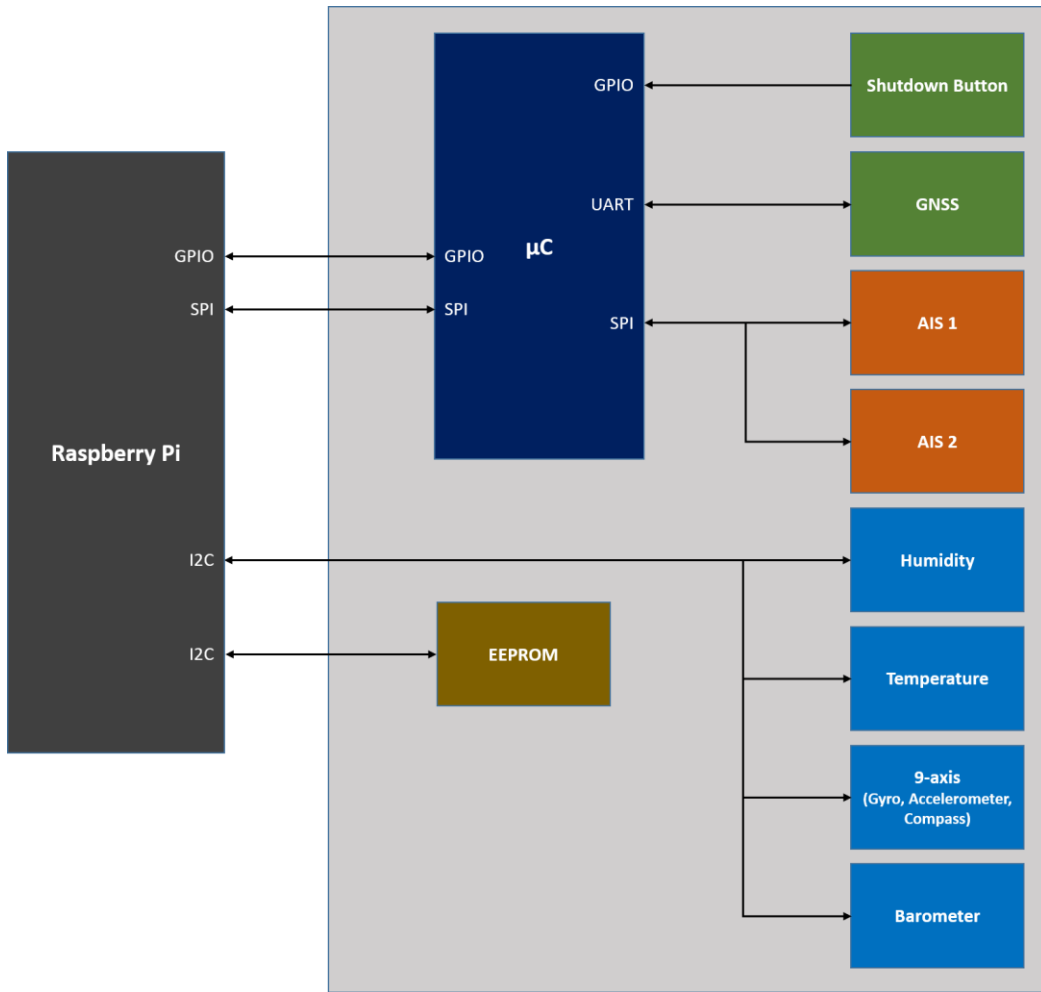 GPIO
Shutdown Button
UART
GNSS
Raspberry Pi
GPIO
SPI
I2C
I2C
µC
GPIO
SPI
SPI
AIS 1
AIS 2
Humidity
EEPROM
Temperature
9-axis
(Gyro, Accelerometer,
Compass)
Barometer